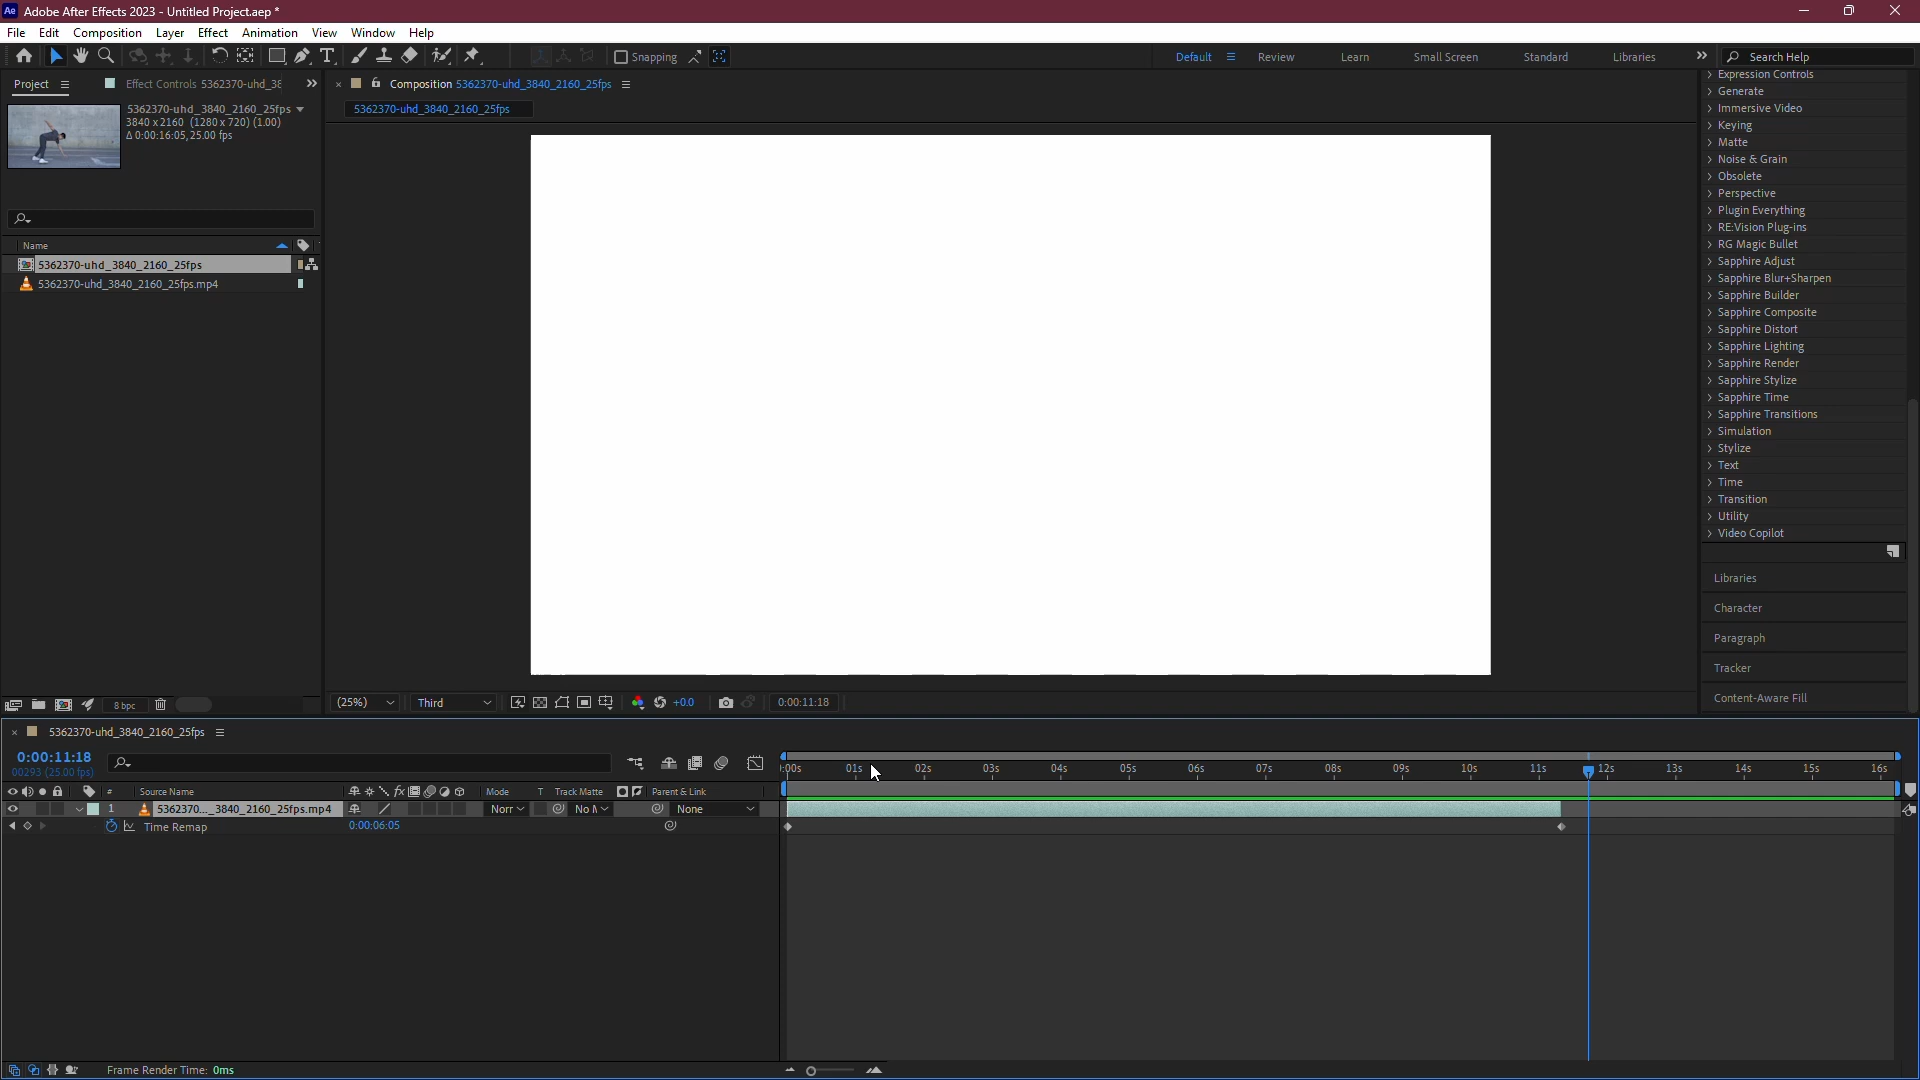 Ae Adobe After Effects 2023 - Untitled Project.aep *
File Edit Composition Layer Effect Animation View Window Help
Snapping Default Review Learn Small Screen Standard Libraries Search Help
Project Effect Controls 5362370-uhd_38
Composition 5362370-uhd_3840_2160_25fps
5362370-uhd_3840_2160_25fps
5362370-uhd_3840_2160_25fps
3840 x 2160 (1280 x 720) (1.00)
Δ 0:00:16:05, 25.00 fps
Name
5362370-uhd_3840_2160_25fps
5362370-uhd_3840_2160_25fps.mp4
8 bpc
(25%) Third +0.0 0:00:11:18
Expression Controls
Generate
Immersive Video
Keying
Matte
Noise & Grain
Obsolete
Perspective
Plugin Everything
RE:Vision Plug-ins
RG Magic Bullet
Sapphire Adjust
Sapphire Blur+Sharpen
Sapphire Builder
Sapphire Composite
Sapphire Distort
Sapphire Lighting
Sapphire Render
Sapphire Stylize
Sapphire Time
Sapphire Transitions
Simulation
Stylize
Text
Time
Transition
Utility
Video Copilot
Libraries
Character
Paragraph
Tracker
Content-Aware Fill
5362370-uhd_3840_2160_25fps
0:00:11:18
00293 (25.00 fps)
:00s 01s 02s 03s 04s 05s 06s 07s 08s 09s 10s 11s 12s 13s 14s 15s 16s
# Source Name fx Mode T Track Matte Parent & Link
1 5362370..._3840_2160_25fps.mp4 Norr No M None
Time Remap 0:00:06:05
Frame Render Time: 0ms